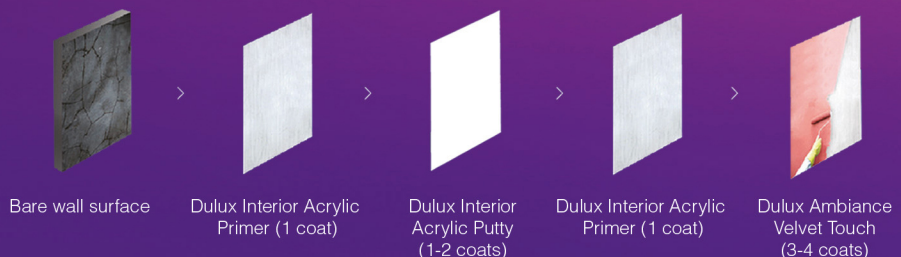 Bare wall surface
Dulux Interior Acrylic
Primer (1 coat)
Dulux Interior
Acrylic Putty
(1-2 coats)
Dulux Interior Acrylic
Primer (1 coat)
Dulux Ambiance
Velvet Touch
(3-4 coats)